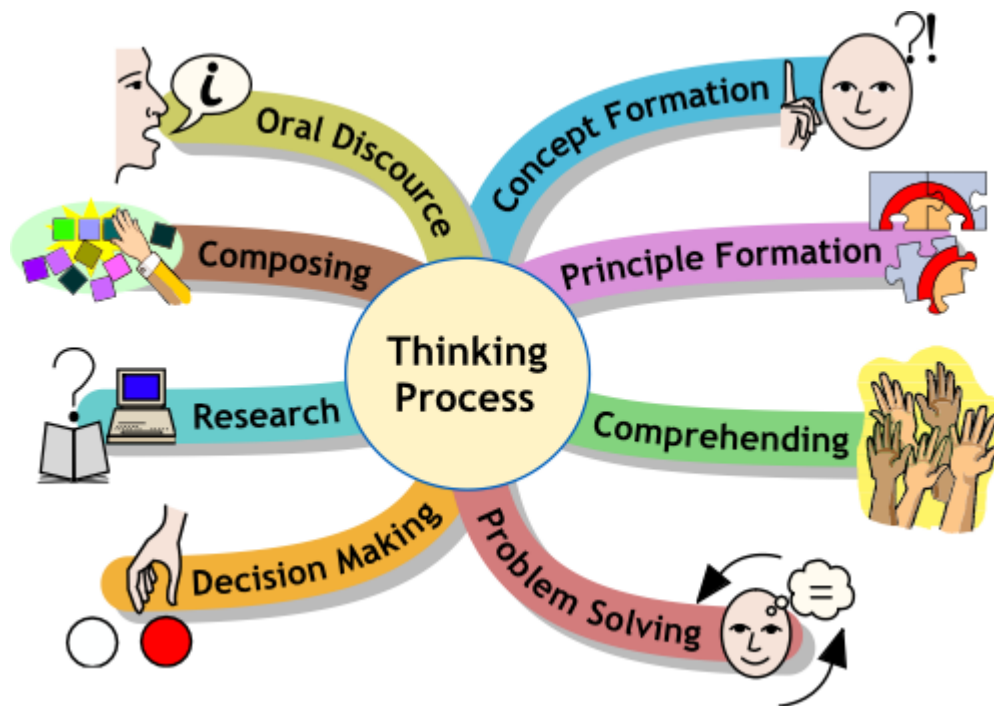 Thinking
Process
Concept Formation
Principle Formation
Comprehending
Problem Solving
Decision Making
Research
Composing
Oral Discource
i
?!
?
=